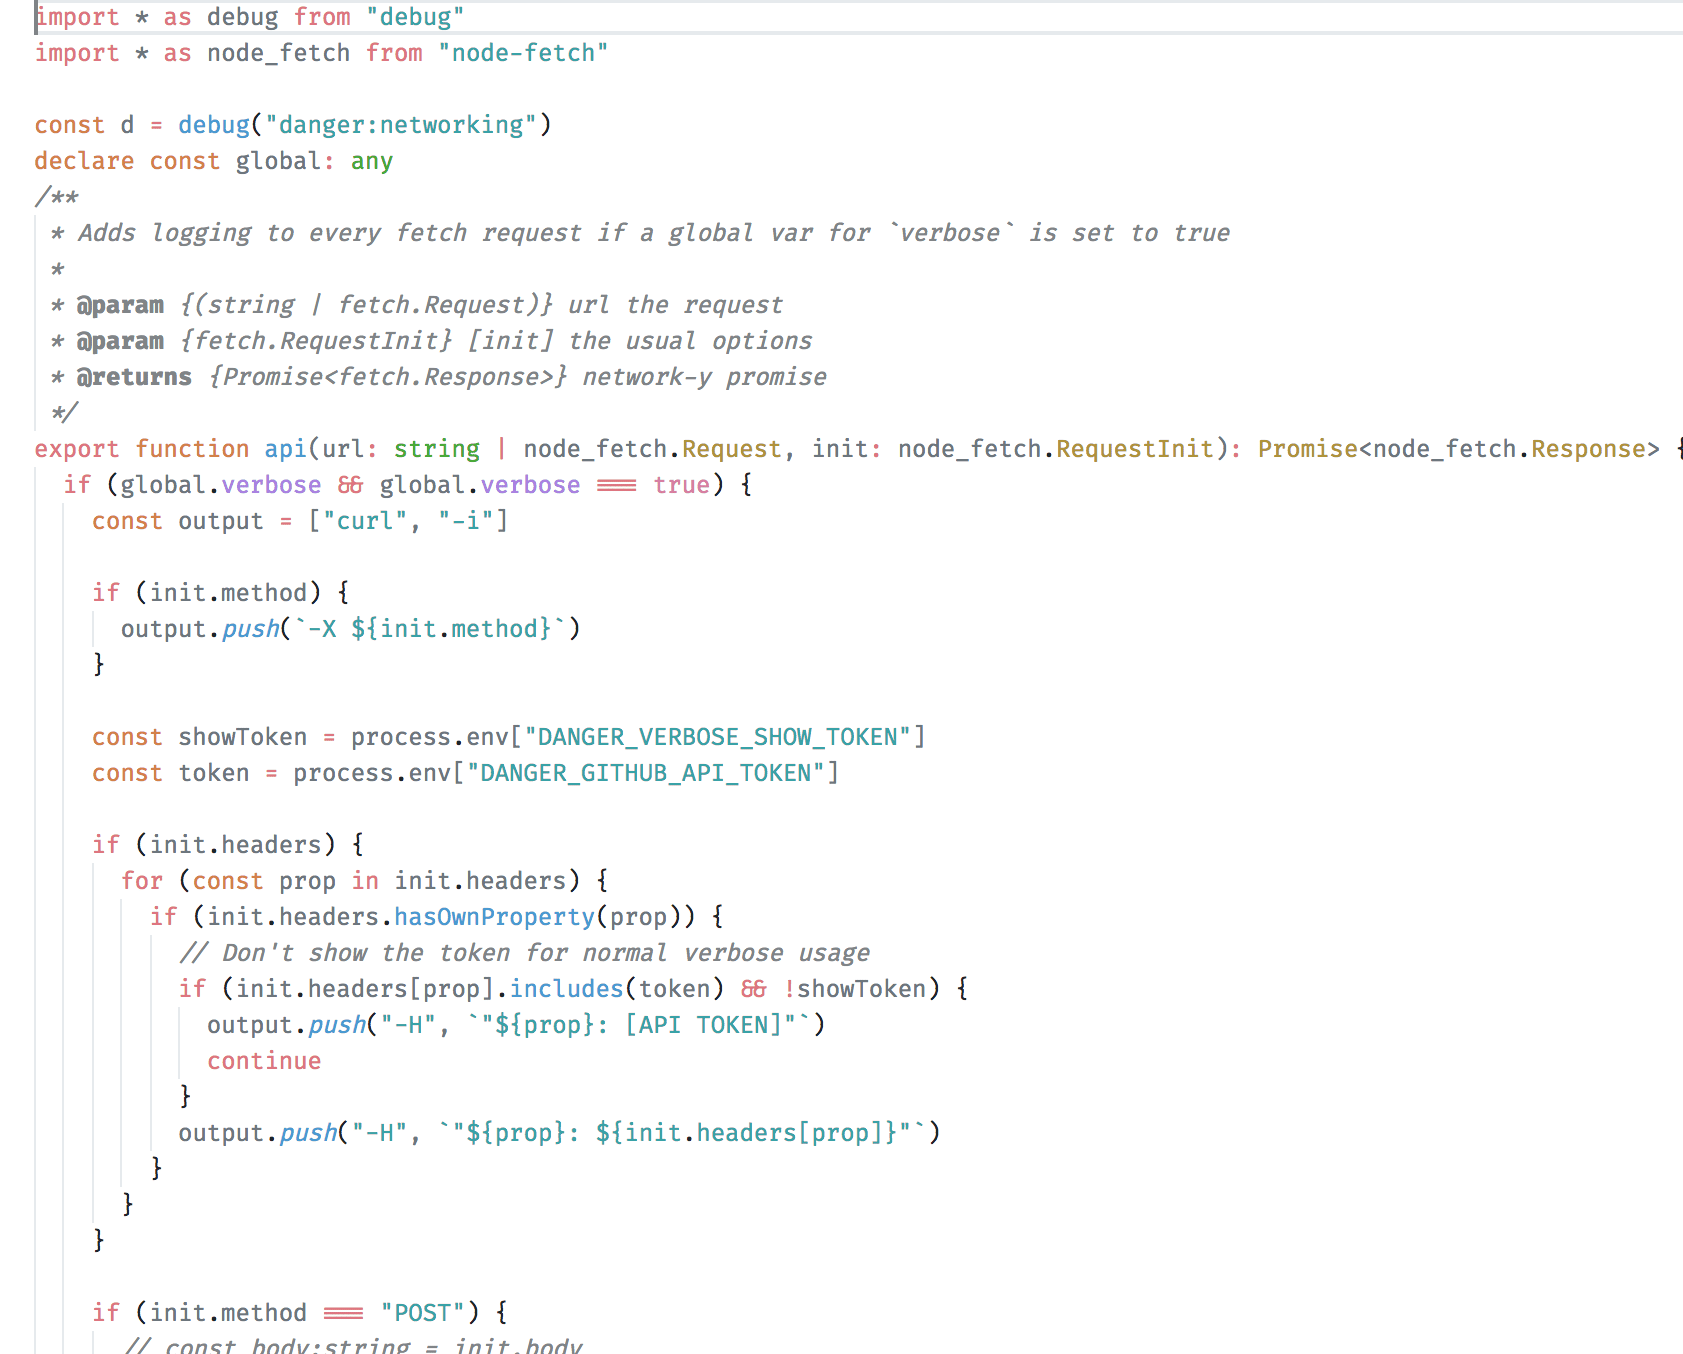 import * as debug from "debug"
import * as node_fetch from "node-fetch"

const d = debug("danger:networking")
declare const global: any
/**
 * Adds logging to every fetch request if a global var for `verbose` is set to true
 *
 * @param {(string | fetch.Request)} url the request
 * @param {fetch.RequestInit} [init] the usual options
 * @returns {Promise<fetch.Response>} network-y promise
 */
export function api(url: string | node_fetch.Request, init: node_fetch.RequestInit): Promise<node_fetch.Response> {
  if (global.verbose && global.verbose === true) {
    const output = ["curl", "-i"]

    if (init.method) {
      output.push(`-X ${init.method}`)
    }

    const showToken = process.env["DANGER_VERBOSE_SHOW_TOKEN"]
    const token = process.env["DANGER_GITHUB_API_TOKEN"]

    if (init.headers) {
      for (const prop in init.headers) {
        if (init.headers.hasOwnProperty(prop)) {
          // Don't show the token for normal verbose usage
          if (init.headers[prop].includes(token) && !showToken) {
            output.push("-H", `"${prop}: [API TOKEN]"`)
            continue
          }
          output.push("-H", `"${prop}: ${init.headers[prop]}"`)
        }
      }
    }

    if (init.method === "POST") {
      // const body:string = init.body